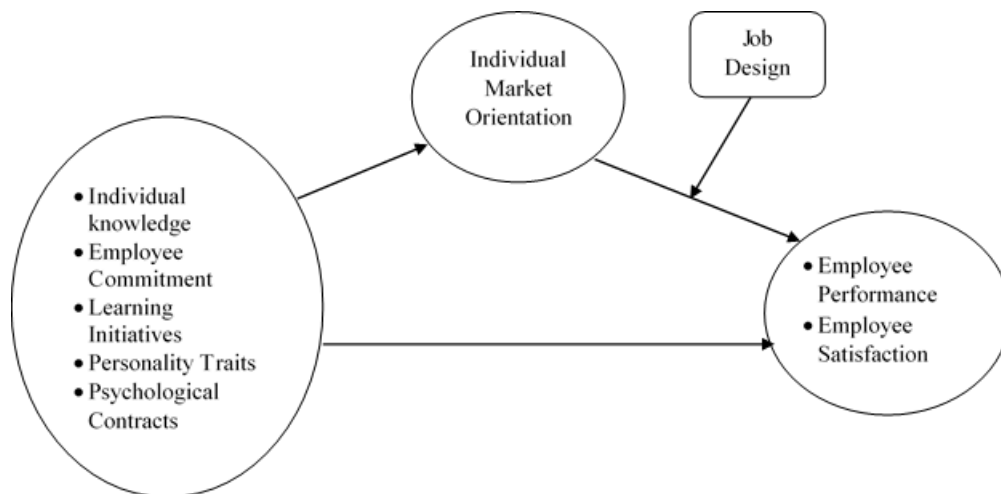 Individual
Market
Orientation
Job
Design
• Individual
knowledge
• Employee
Commitment
• Learning
Initiatives
• Personality Traits
• Psychological
Contracts
• Employee
Performance
• Employee
Satisfaction